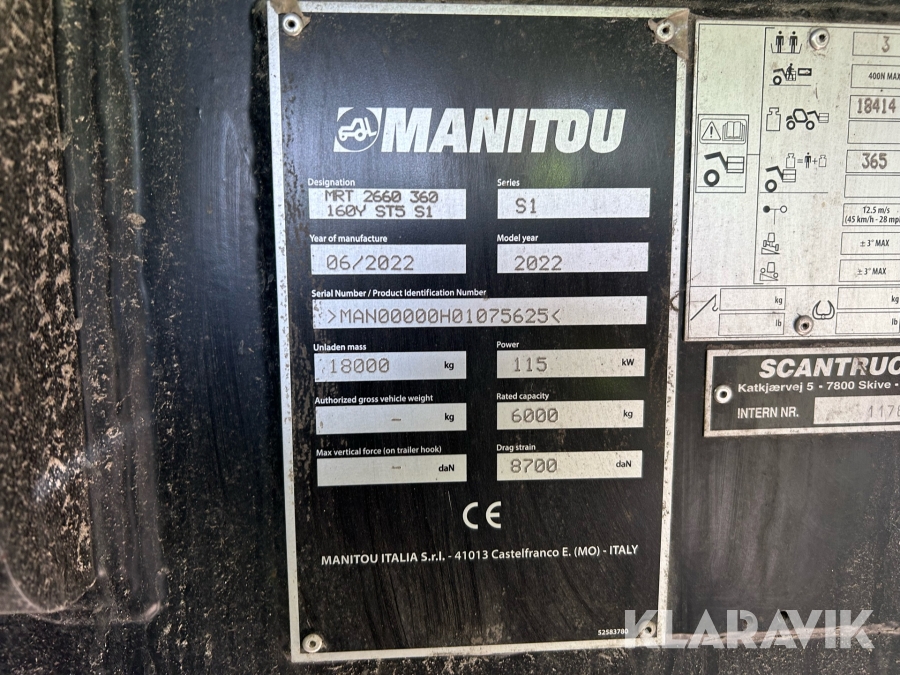 MANITOU
Designation
MRT 2660 360
160Y ST5 S1
Series
S1
Year of manufacture
06/2022
Model year
2022
Serial Number / Product Identification Number
>MAN00000H01075625<
Unladen mass
18000 kg
Power
115 kW
Authorized gross vehicle weight
– kg
Rated capacity
6000 kg
Max vertical force (on trailer hook)
– daN
Drag strain
8700 daN
CE
MANITOU ITALIA S.r.l. - 41013 Castelfranco E. (MO) - ITALY
52583780
3
400N MAX
18414
365
12.5 m/s
(45 km/h - 28 mp
± 3° MAX
± 3° MAX
kg
lb
kg
lb
SCANTRUC
Katkjærvej 5 - 7800 Skive -
INTERN NR.
KLARAVIK